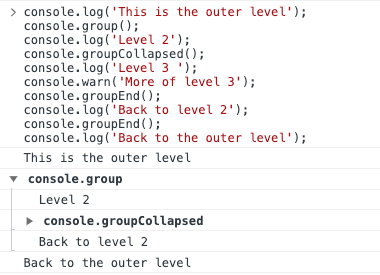 console.log('This is the outer level');
console.group();
console.log('Level 2');
console.groupCollapsed();
console.log('Level 3 ');
console.warn('More of level 3');
console.groupEnd();
console.log('Back to level 2');
console.groupEnd();
console.log('Back to the outer level');
This is the outer level
console.group
Level 2
console.groupCollapsed
Back to level 2
Back to the outer level